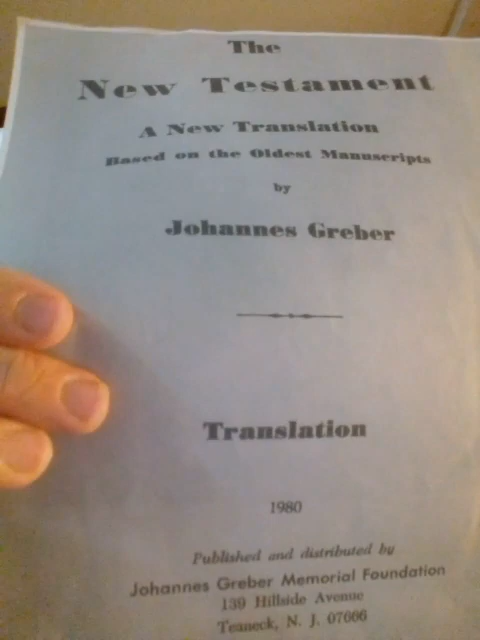 The
New Testament
A New Translation
Based on the Oldest Manuscripts
by
Johannes Greber
Translation
1980
Published and distributed by
Johannes Greber Memorial Foundation
139 Hillside Avenue
Teaneck, N. J. 07666